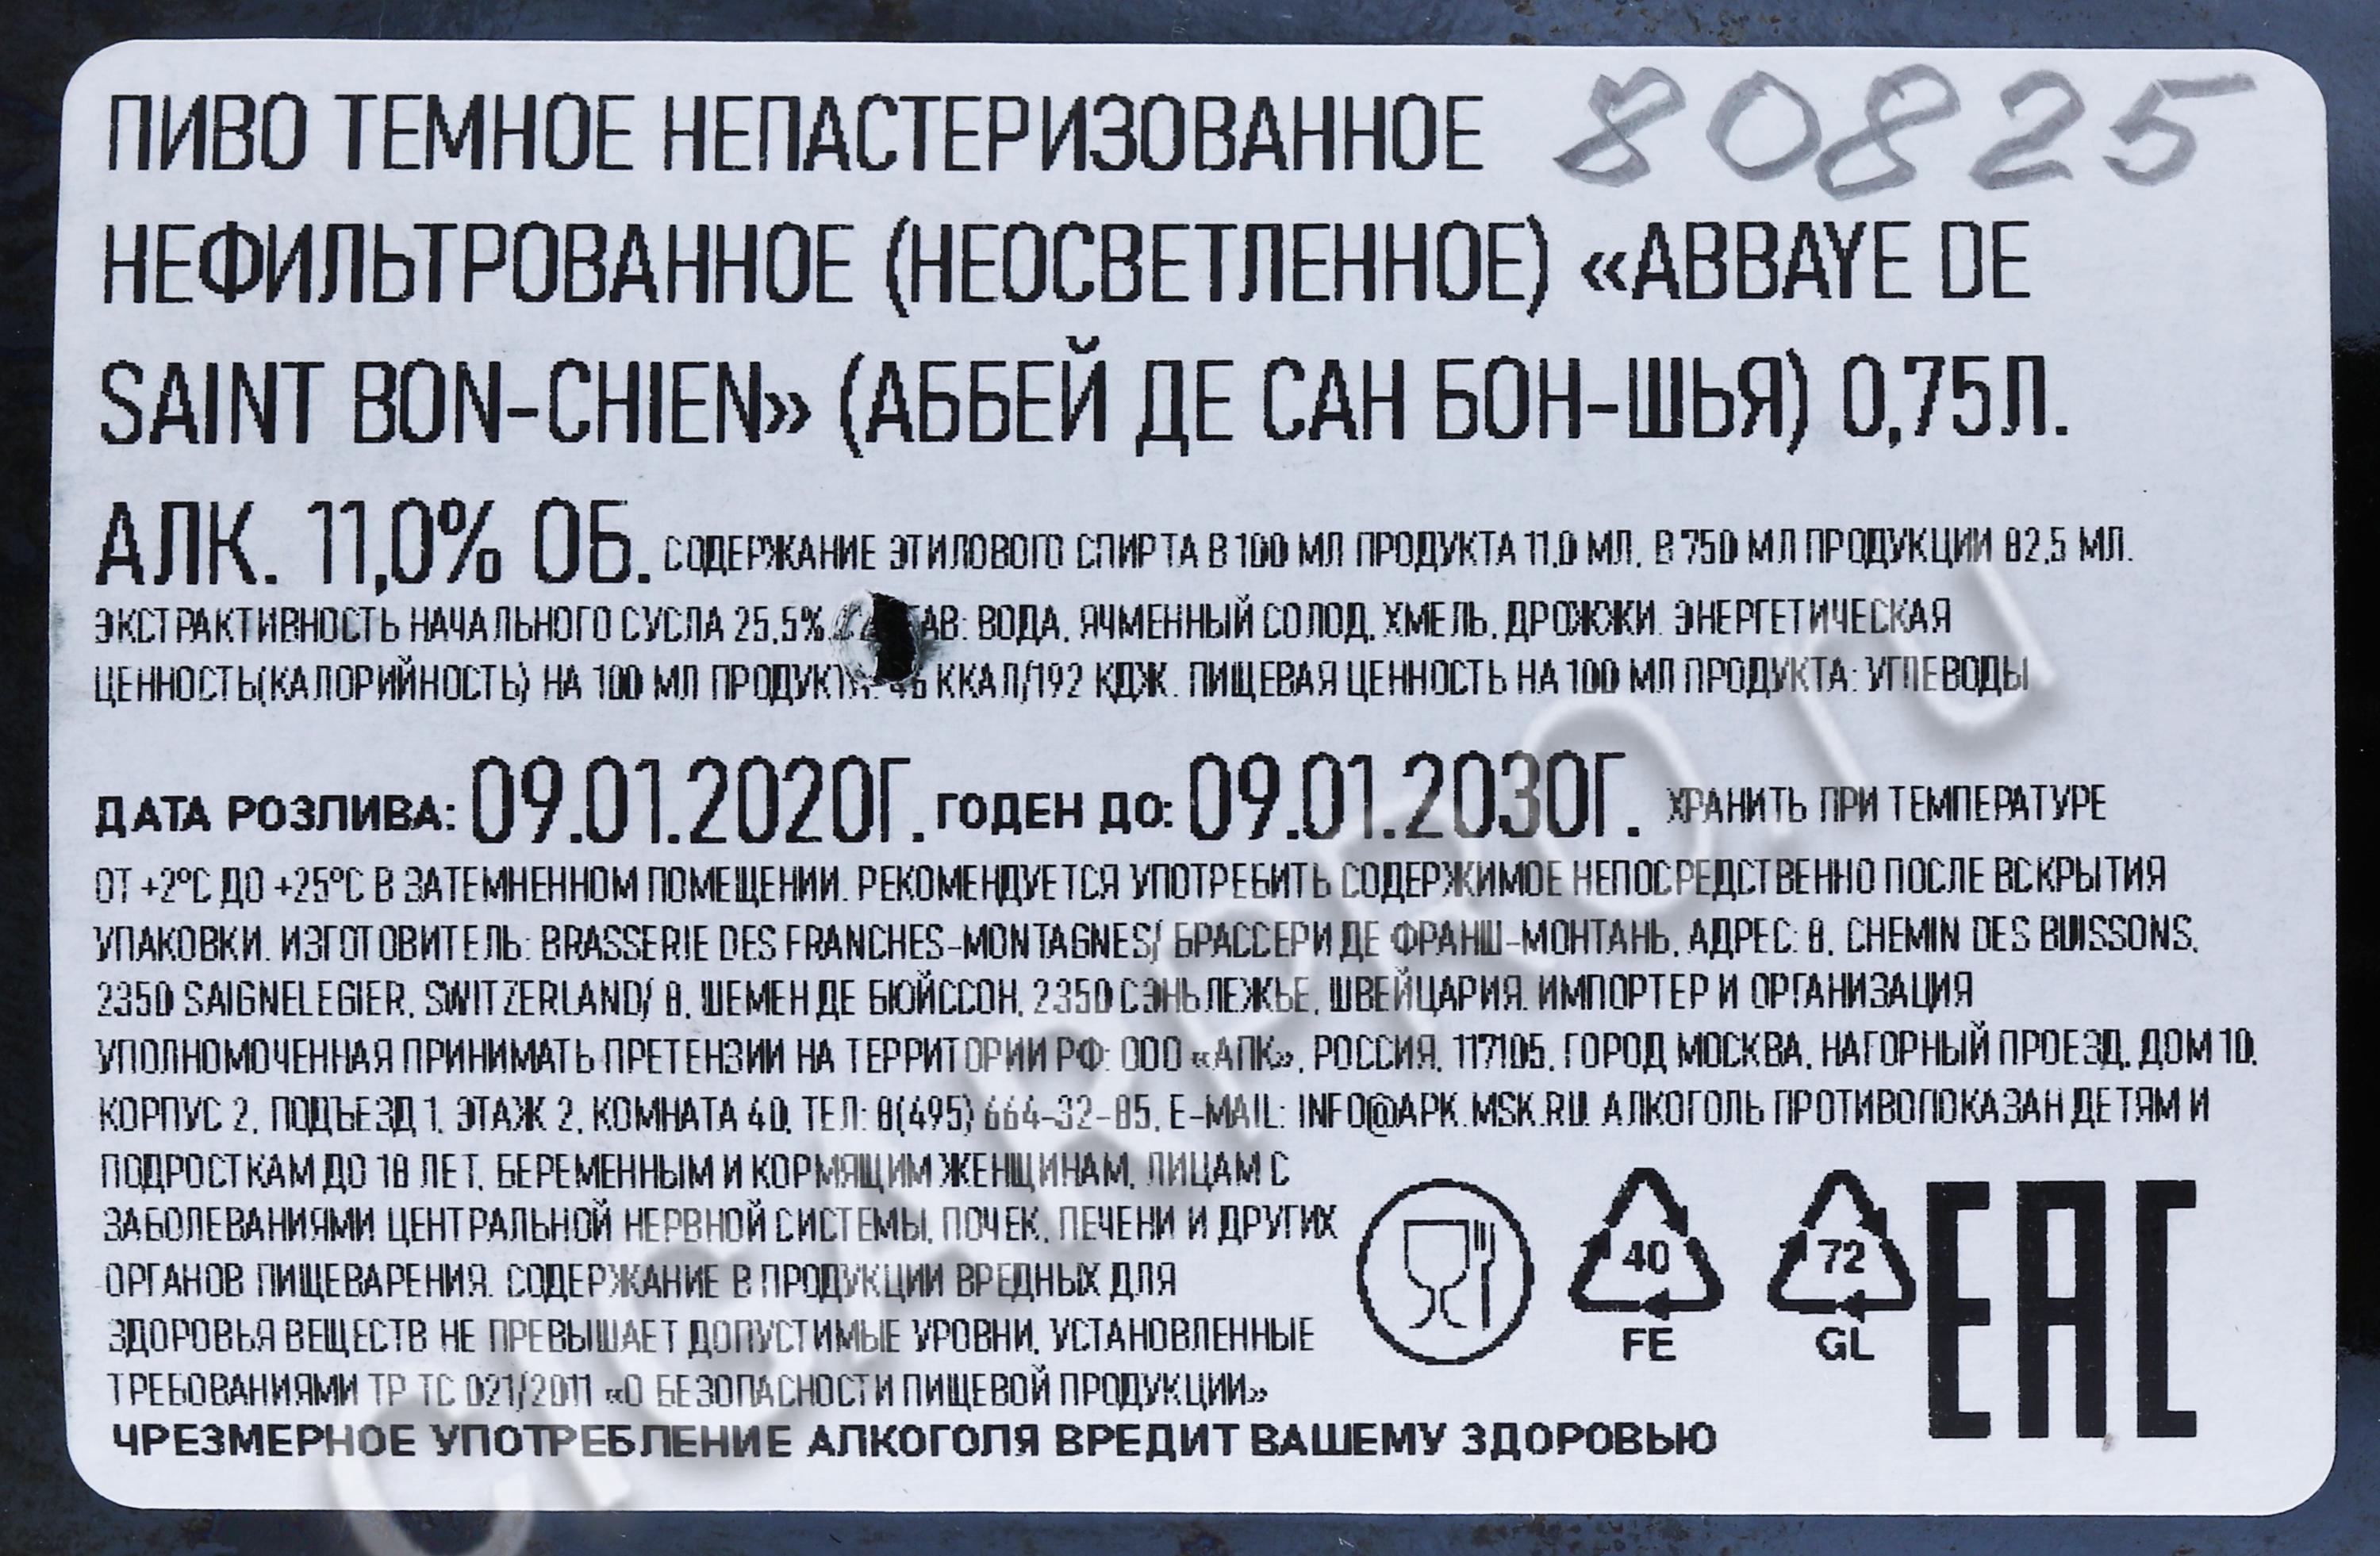 ПИВО ТЕМНОЕ НЕПАСТЕРИЗОВАННОЕ 80825
НЕФИЛЬТРОВАННОЕ (НЕОСВЕТЛЕННОЕ) «ABBAYE DE
SAINT BON-CHIEN» (АББЕЙ ДЕ САН БОН-ШЬЯ) 0,75Л.
АЛК. 11,0% ОБ. СОДЕРЖАНИЕ ЭТИЛОВОГО СПИРТА В 100 МЛ ПРОДУКТА 11,0 МЛ, В 750 МЛ ПРОДУКЦИИ 82,5 МЛ.
ЭКСТРАКТИВНОСТЬ НАЧАЛЬНОГО СУСЛА 25,5%. ВОДА, ЯЧМЕННЫЙ СОЛОД, ХМЕЛЬ, ДРОЖЖИ. ЭНЕРГЕТИЧЕСКАЯ
ЦЕННОСТЬ(КАЛОРИЙНОСТЬ) НА 100 МЛ ККАЛ/192 КДЖ. ПИЩЕВАЯ ЦЕННОСТЬ НА 100 МЛ ПРОДУКТА: УГЛЕВОДЫ
ДАТА РОЗЛИВА: 09.01.2020Г. ГОДЕН ДО: 09.01.2030Г. ХРАНИТЬ ПРИ ТЕМПЕРАТУРЕ
ОТ +2°С ДО +25°С В ЗАТЕМНЕННОМ ПОМЕЩЕНИИ. РЕКОМЕНДУЕТСЯ УПОТРЕБИТЬ СОДЕРЖИМОЕ НЕПОСРЕДСТВЕННО ПОСЛЕ ВСКРЫТИЯ
УПАКОВКИ. ИЗГОТОВИТЕЛЬ: BRASSERIE DES FRANCHES-MONTAGNES/ БРАССЕРИ ДЕ ФРАНШ-МОНТАНЬ, АДРЕС: 8, CHEMIN DES BUISSONS,
2350 SAIGNELEGIER, SWITZERLAND/ 8, ШЕМЕН ДЕ БЮЙССОН, 2350 СЭНЬЛЕЖЬЕ, ШВЕЙЦАРИЯ. ИМПОРТЕР И ОРГАНИЗАЦИЯ
УПОЛНОМОЧЕННАЯ ПРИНИМАТЬ ПРЕТЕНЗИИ НА ТЕРРИТОРИИ РФ: ООО «АПК», РОССИЯ, 117105, ГОРОД МОСКВА, НАГОРНЫЙ ПРОЕЗД, ДОМ 10,
КОРПУС 2, ПОДЪЕЗД 1, ЭТАЖ 2, КОМНАТА 40, ТЕЛ: 8(495) 664-32-85, E-MAIL: INFO@APK.MSK.RU. АЛКОГОЛЬ ПРОТИВОПОКАЗАН ДЕТЯМ И
ПОДРОСТКАМ ДО 18 ЛЕТ, БЕРЕМЕННЫМ И КОРМЯЩИМ ЖЕНЩИНАМ, ЛИЦАМ С
ЗАБОЛЕВАНИЯМИ ЦЕНТРАЛЬНОЙ НЕРВНОЙ СИСТЕМЫ, ПОЧЕК, ПЕЧЕНИ И ДРУГИХ
ОРГАНОВ ПИЩЕВАРЕНИЯ. СОДЕРЖАНИЕ В ПРОДУКЦИИ ВРЕДНЫХ ДЛЯ
ЗДОРОВЬЯ ВЕЩЕСТВ НЕ ПРЕВЫШАЕТ ДОПУСТИМЫЕ УРОВНИ, УСТАНОВЛЕННЫЕ
ТРЕБОВАНИЯМИ ТР ТС 021/2011 «О БЕЗОПАСНОСТИ ПИЩЕВОЙ ПРОДУКЦИИ»
ЧРЕЗМЕРНОЕ УПОТРЕБЛЕНИЕ АЛКОГОЛЯ ВРЕДИТ ВАШЕМУ ЗДОРОВЬЮ
40 72 EAC
FE GL
CIGARPRO.ru